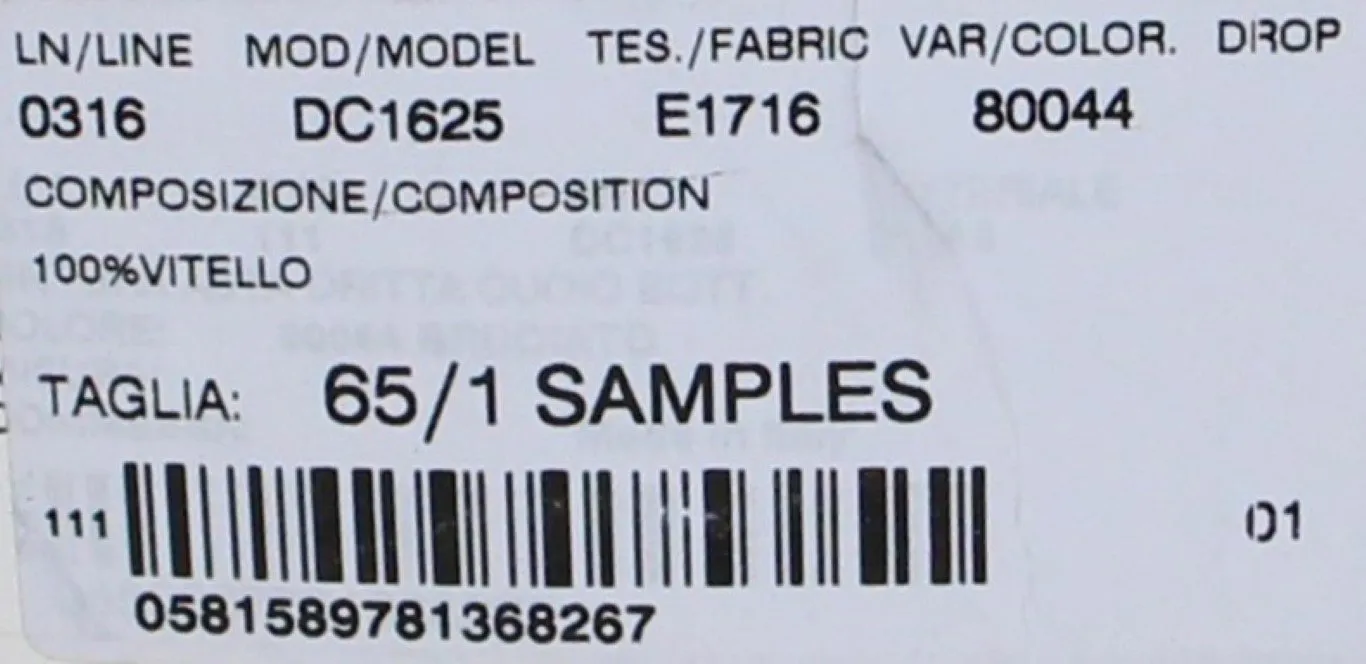 LN/LINE MOD/MODEL TES./FABRIC VAR/COLOR. DROP
0316 DC1625 E1716 80044
COMPOSIZIONE/COMPOSITION
100%VITELLO
TAGLIA: 65/1 SAMPLES
111 01
0581589781368267